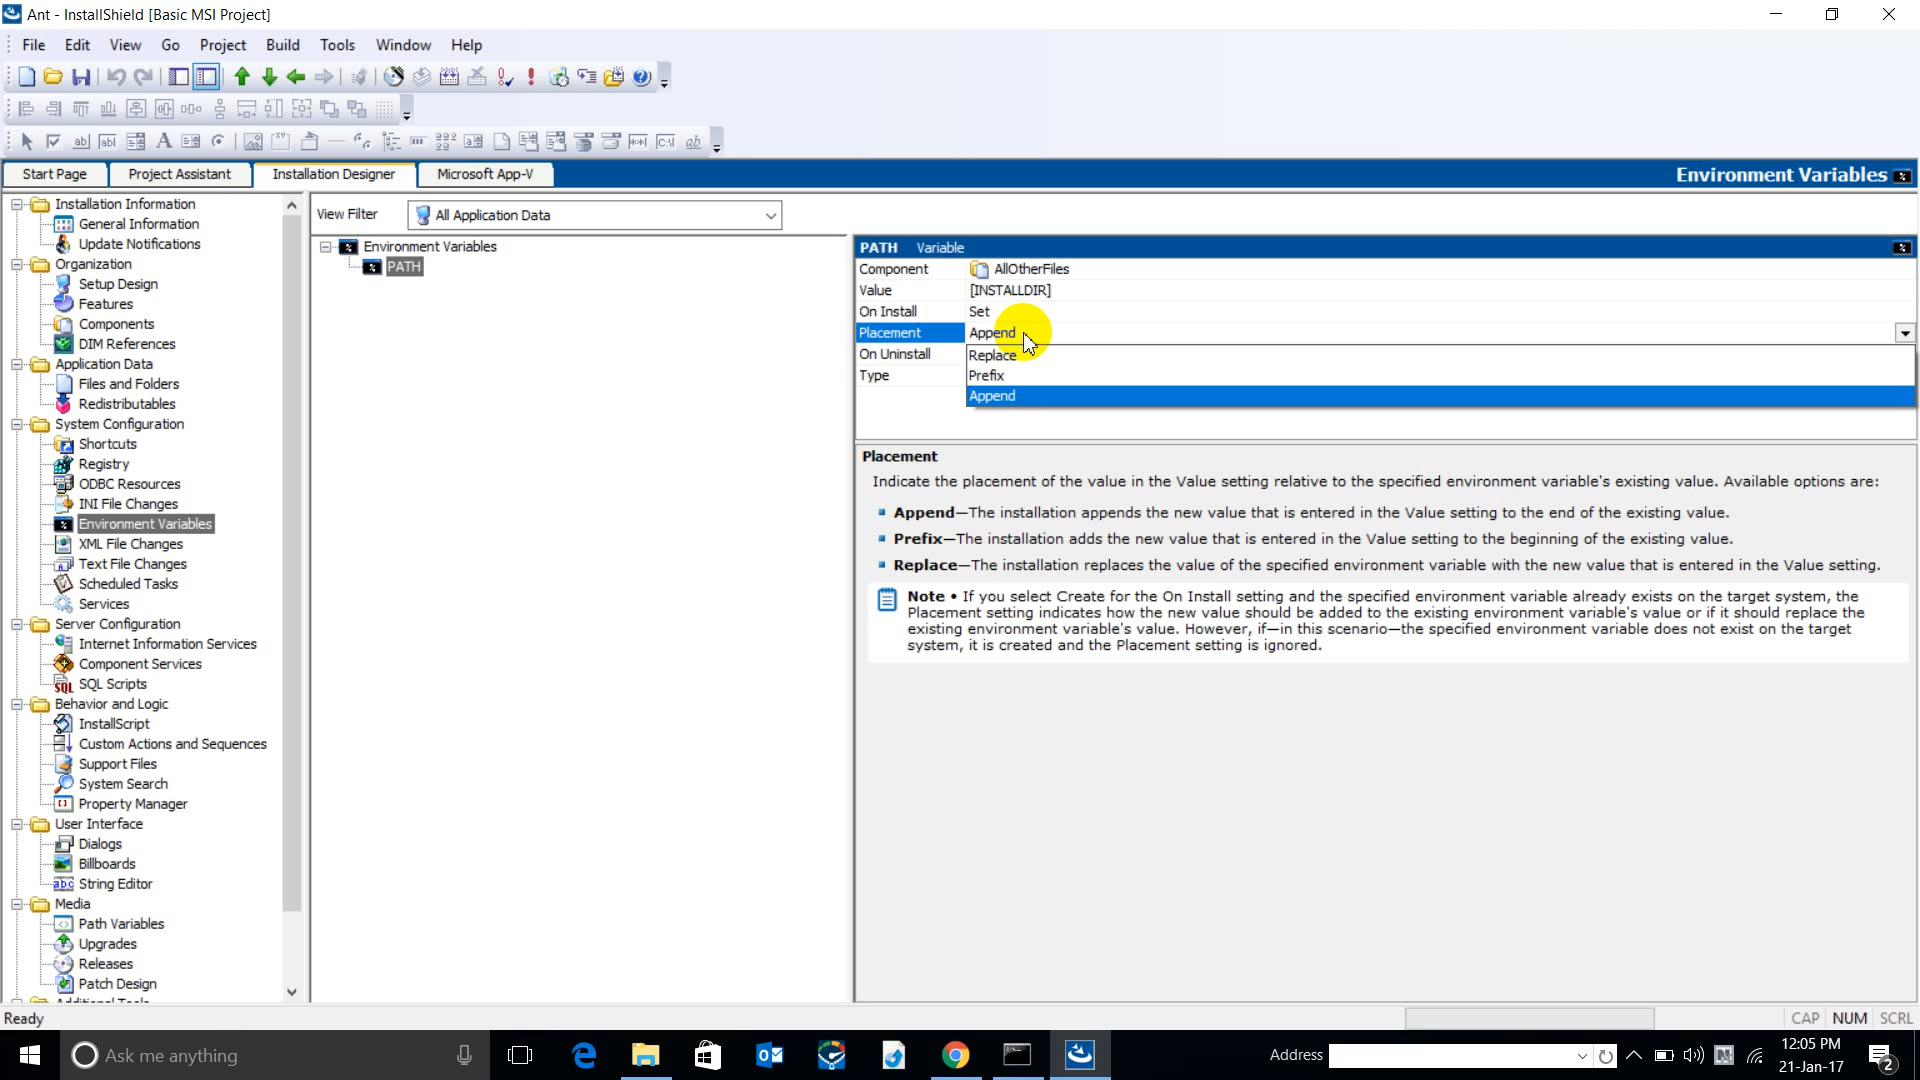 Ant - InstallShield [Basic MSI Project]
File Edit View Go Project Build Tools Window Help
Start Page Project Assistant Installation Designer Microsoft App-V Environment Variables
Installation Information
General Information
Update Notifications
Organization
Setup Design
Features
Components
DIM References
Application Data
Files and Folders
Redistributables
System Configuration
Shortcuts
Registry
ODBC Resources
INI File Changes
Environment Variables
XML File Changes
Text File Changes
Scheduled Tasks
Services
Server Configuration
Internet Information Services
Component Services
SQL Scripts
Behavior and Logic
InstallScript
Custom Actions and Sequences
Support Files
System Search
Property Manager
User Interface
Dialogs
Billboards
String Editor
Media
Path Variables
Upgrades
Releases
Patch Design
View Filter All Application Data
Environment Variables
PATH
PATH Variable
Component AllOtherFiles
Value [INSTALLDIR]
On Install Set
Placement Append
On Uninstall
Type
Replace
Prefix
Append
Placement
Indicate the placement of the value in the Value setting relative to the specified environment variable's existing value. Available options are:
Append—The installation appends the new value that is entered in the Value setting to the end of the existing value.
Prefix—The installation adds the new value that is entered in the Value setting to the beginning of the existing value.
Replace—The installation replaces the value of the specified environment variable with the new value that is entered in the Value setting.
Note • If you select Create for the On Install setting and the specified environment variable already exists on the target system, the
Placement setting indicates how the new value should be added to the existing environment variable's value or if it should replace the
existing environment variable's value. However, if—in this scenario—the specified environment variable does not exist on the target
system, it is created and the Placement setting is ignored.
Ready CAP NUM SCRL
Ask me anything
Address
12:05 PM
21-Jan-17
2